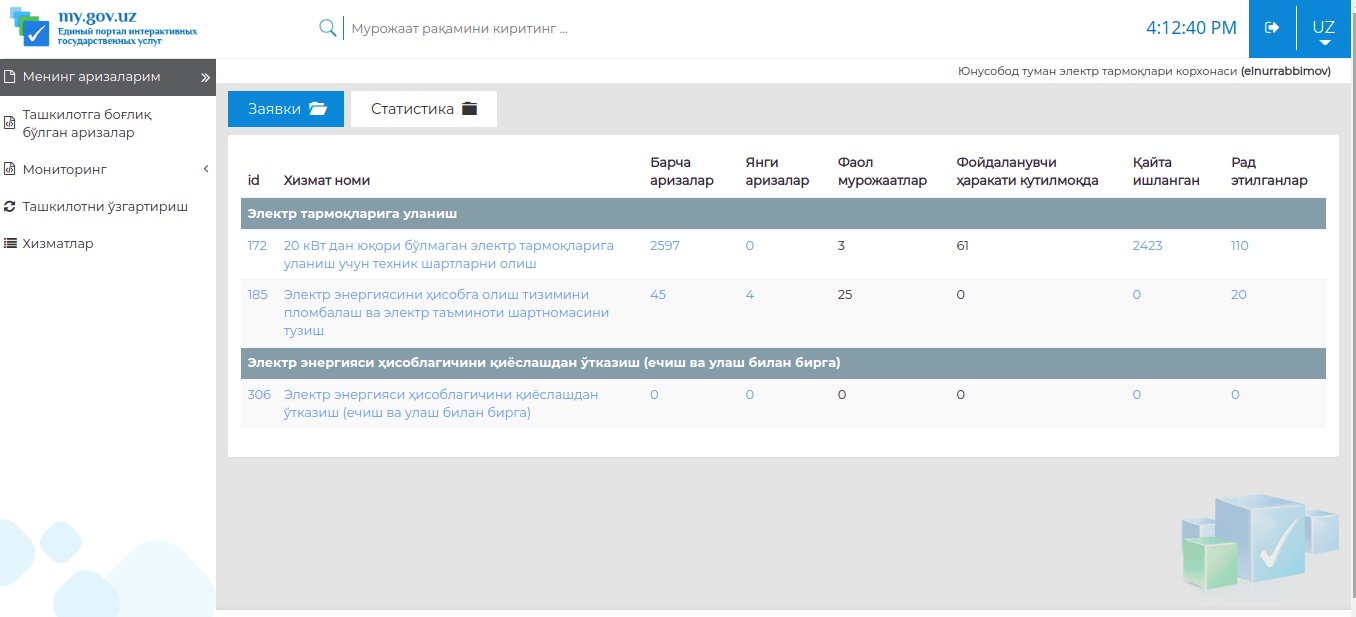 my.gov.uz
Единый портал интерактивных
государственных услуг
Мурожаат рақамини киритинг ...
4:12:40 PM
UZ
Юнусобод туман электр тармоқлари корхонаси (elnurrabbimov)
Менинг аризаларим
Ташкилотга боғлиқ
бўлган аризалар
Мониторинг
Ташкилотни ўзгартириш
Хизматлар
Заявки
Статистика
id Хизмат номи Барча аризалар Янги аризалар Фаол мурожаатлар Фойдаланувчи ҳаракати кутилмоқда Қайта ишланган Рад этилганлар
Электр тармоқларига уланиш
172 20 кВт дан юқори бўлмаган электр тармоқларига 2597 0 3 61 2423 110
уланиш учун техник шартларни олиш
185 Электр энергиясини ҳисобга олиш тизимини 45 4 25 0 0 20
пломбалаш ва электр таъминоти шартномасини
тузиш
Электр энергияси ҳисоблагичини қиёслашдан ўтказиш (ечиш ва улаш билан бирга)
306 Электр энергияси ҳисоблагичини қиёслашдан 0 0 0 0 0 0
ўтказиш (ечиш ва улаш билан бирга)